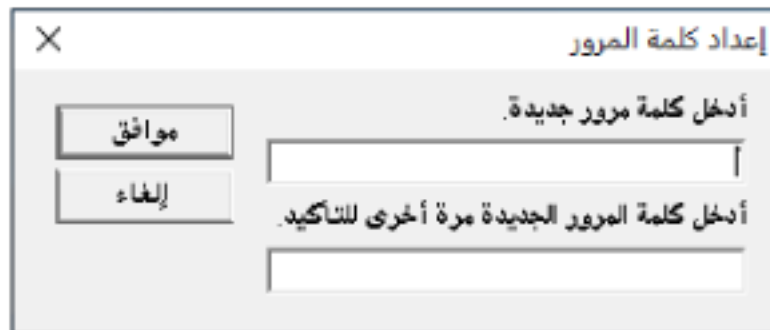 إعداد كلمة المرور
أدخل كلمة مرور جديدة.
موافق
إلغاء
أدخل كلمة المرور الجديدة مرة أخرى للتأكيد.